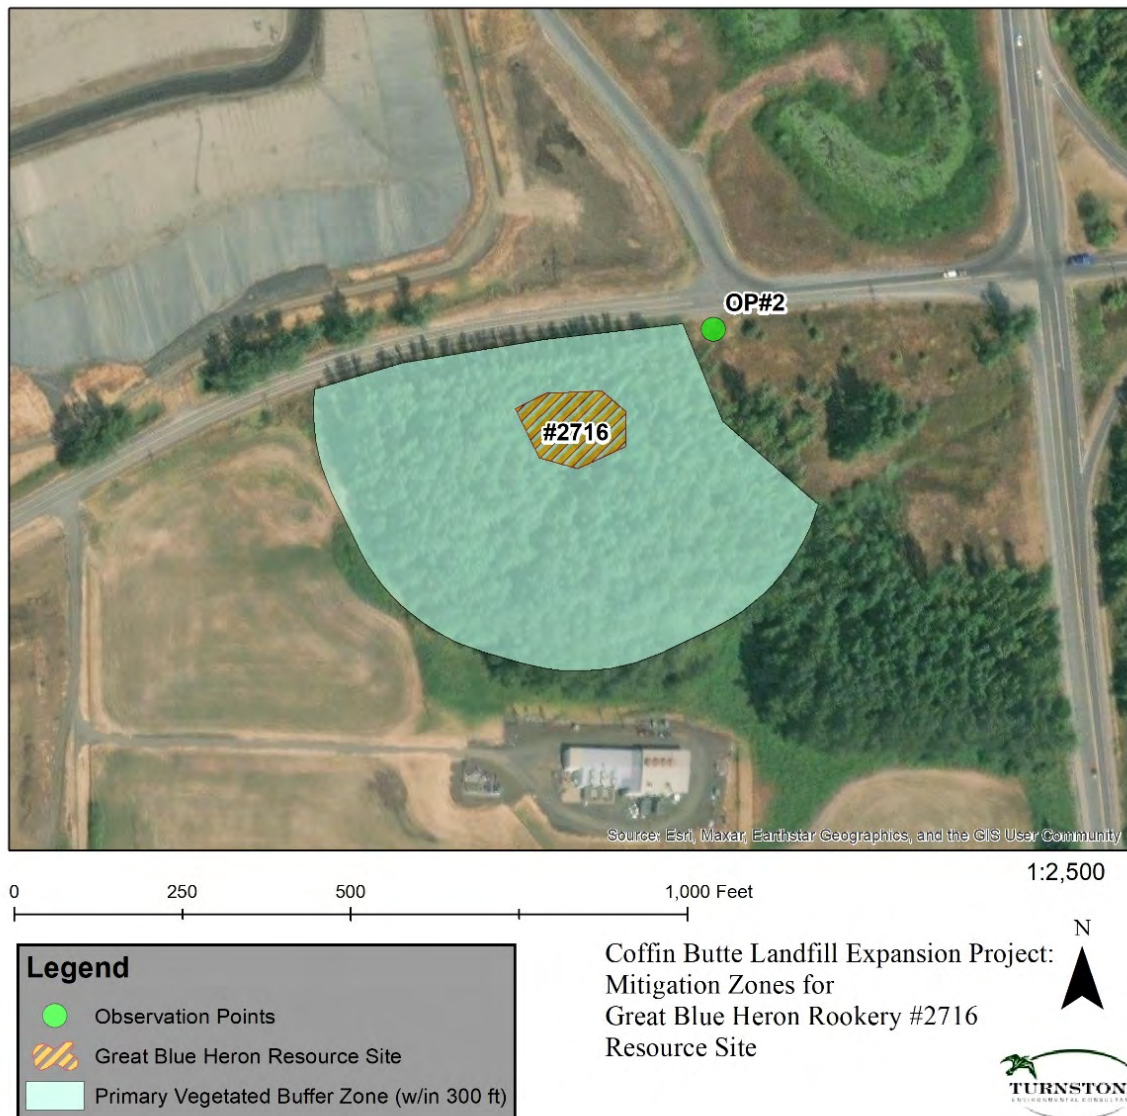 OP#2
#2716
Source: Esri, Maxar, Earthstar Geographics, and the GIS User Community
1:2,500
0 250 500 1,000 Feet
N
Legend
Observation Points
Great Blue Heron Resource Site
Primary Vegetated Buffer Zone (w/in 300 ft)
Coffin Butte Landfill Expansion Project:
Mitigation Zones for
Great Blue Heron Rookery #2716
Resource Site
TURNSTON
ENVIRONMENTAL CONSULTA